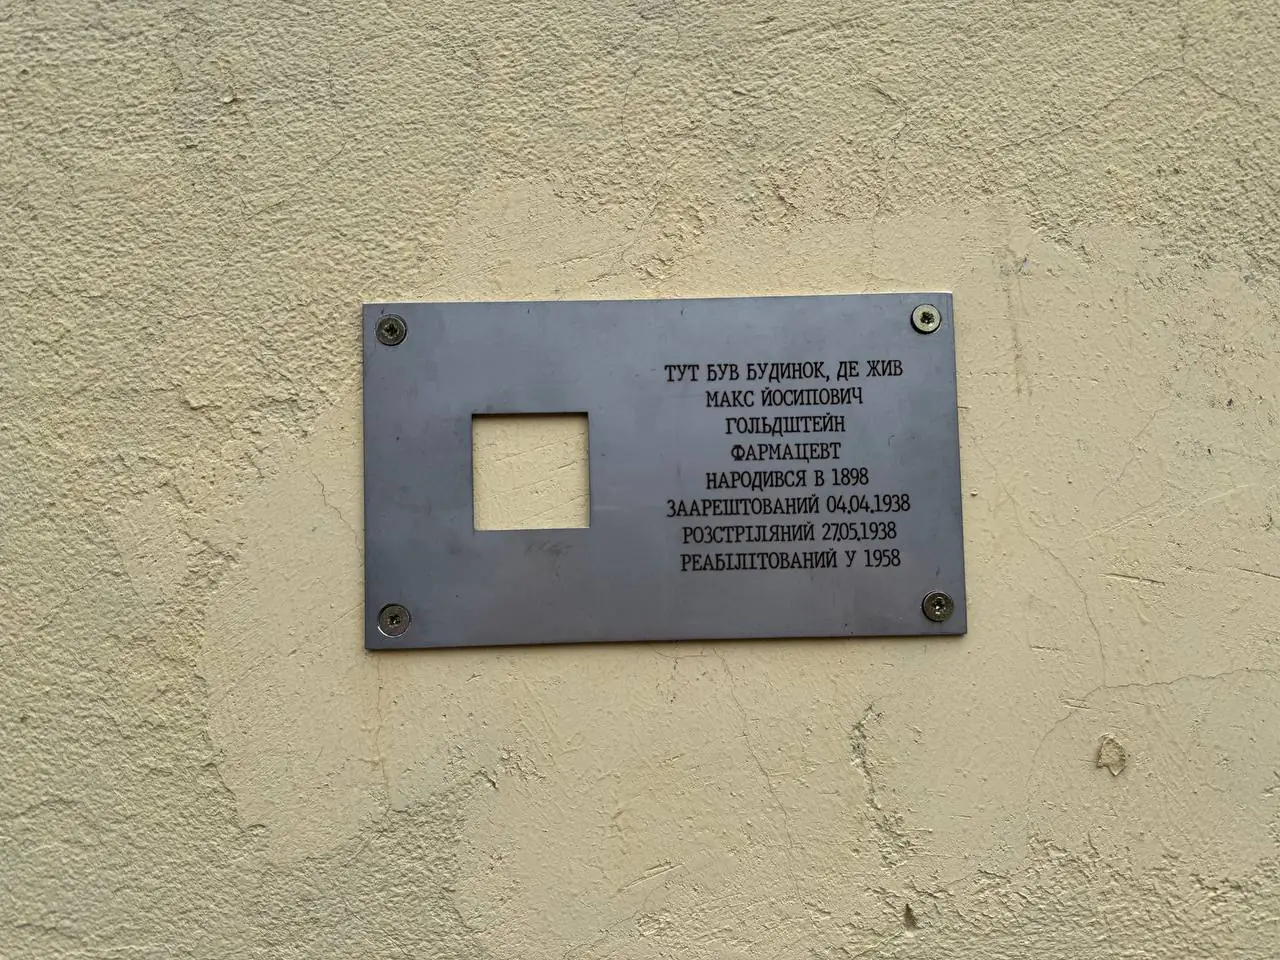 ТУТ БУВ БУДИНОК, ДЕ ЖИВ
МАКС ЙОСИПОВИЧ
ГОЛЬДШТЕЙН
ФАРМАЦЕВТ
НАРОДИВСЯ В 1898
ЗААРЕШТОВАНИЙ 04.04.1938
РОЗСТРІЛЯНИЙ 27.05.1938
РЕАБІЛІТОВАНИЙ У 1958